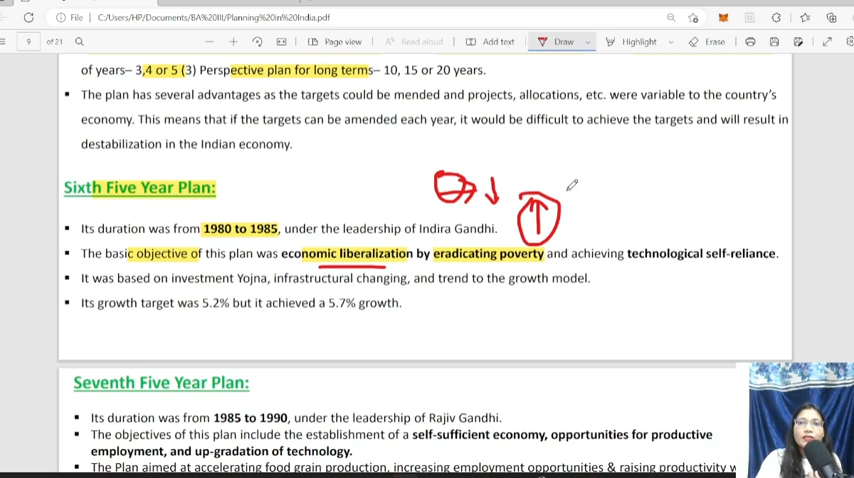 File
C:/Users/HP/Documents/BA%20III/Planning%20in%20India.pdf
9 of 21
Page view
Read aloud
Add text
Draw
Highlight
Erase
of years– 3,4 or 5 (3) Perspective plan for long terms– 10, 15 or 20 years.
The plan has several advantages as the targets could be mended and projects, allocations, etc. were variable to the country’s
economy. This means that if the targets can be amended each year, it would be difficult to achieve the targets and will result in
destabilization in the Indian economy.
Sixth Five Year Plan:
Its duration was from 1980 to 1985, under the leadership of Indira Gandhi.
The basic objective of this plan was economic liberalization by eradicating poverty and achieving technological self-reliance.
It was based on investment Yojna, infrastructural changing, and trend to the growth model.
Its growth target was 5.2% but it achieved a 5.7% growth.
Seventh Five Year Plan:
Its duration was from 1985 to 1990, under the leadership of Rajiv Gandhi.
The objectives of this plan include the establishment of a self-sufficient economy, opportunities for productive
employment, and up-gradation of technology.
The Plan aimed at accelerating food grain production, increasing employment opportunities & raising productivity w